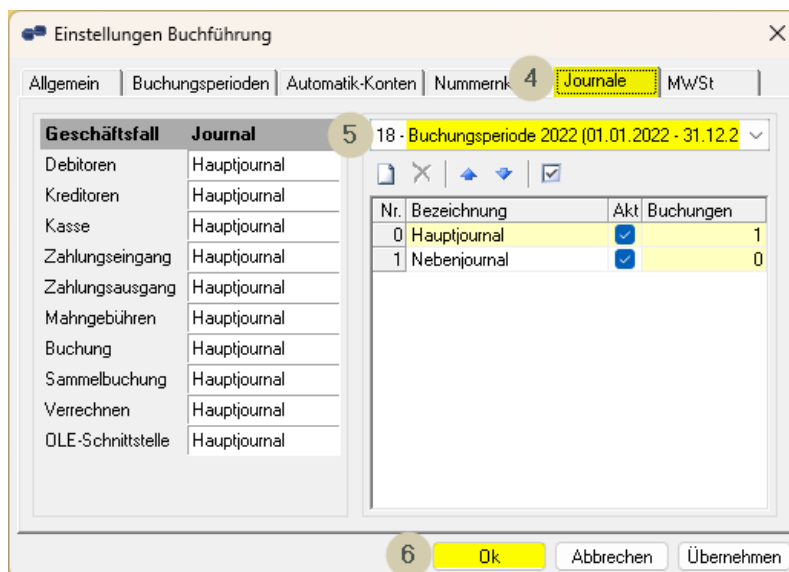 Einstellungen Buchführung
Allgemein Buchungsperioden Automatik-Konten Nummernk 4 Journale MWSt
Geschäftsfall Journal
Debitoren Hauptjournal
Kreditoren Hauptjournal
Kasse Hauptjournal
Zahlungseingang Hauptjournal
Zahlungsausgang Hauptjournal
Mahngebühren Hauptjournal
Buchung Hauptjournal
Sammelbuchung Hauptjournal
Verrechnen Hauptjournal
OLE-Schnittstelle Hauptjournal
5 18 - Buchungsperiode 2022 (01.01.2022 - 31.12.2
Nr. Bezeichnung Akt Buchungen
0 Hauptjournal 1
1 Nebenjournal 0
6 Ok Abbrechen Übernehmen